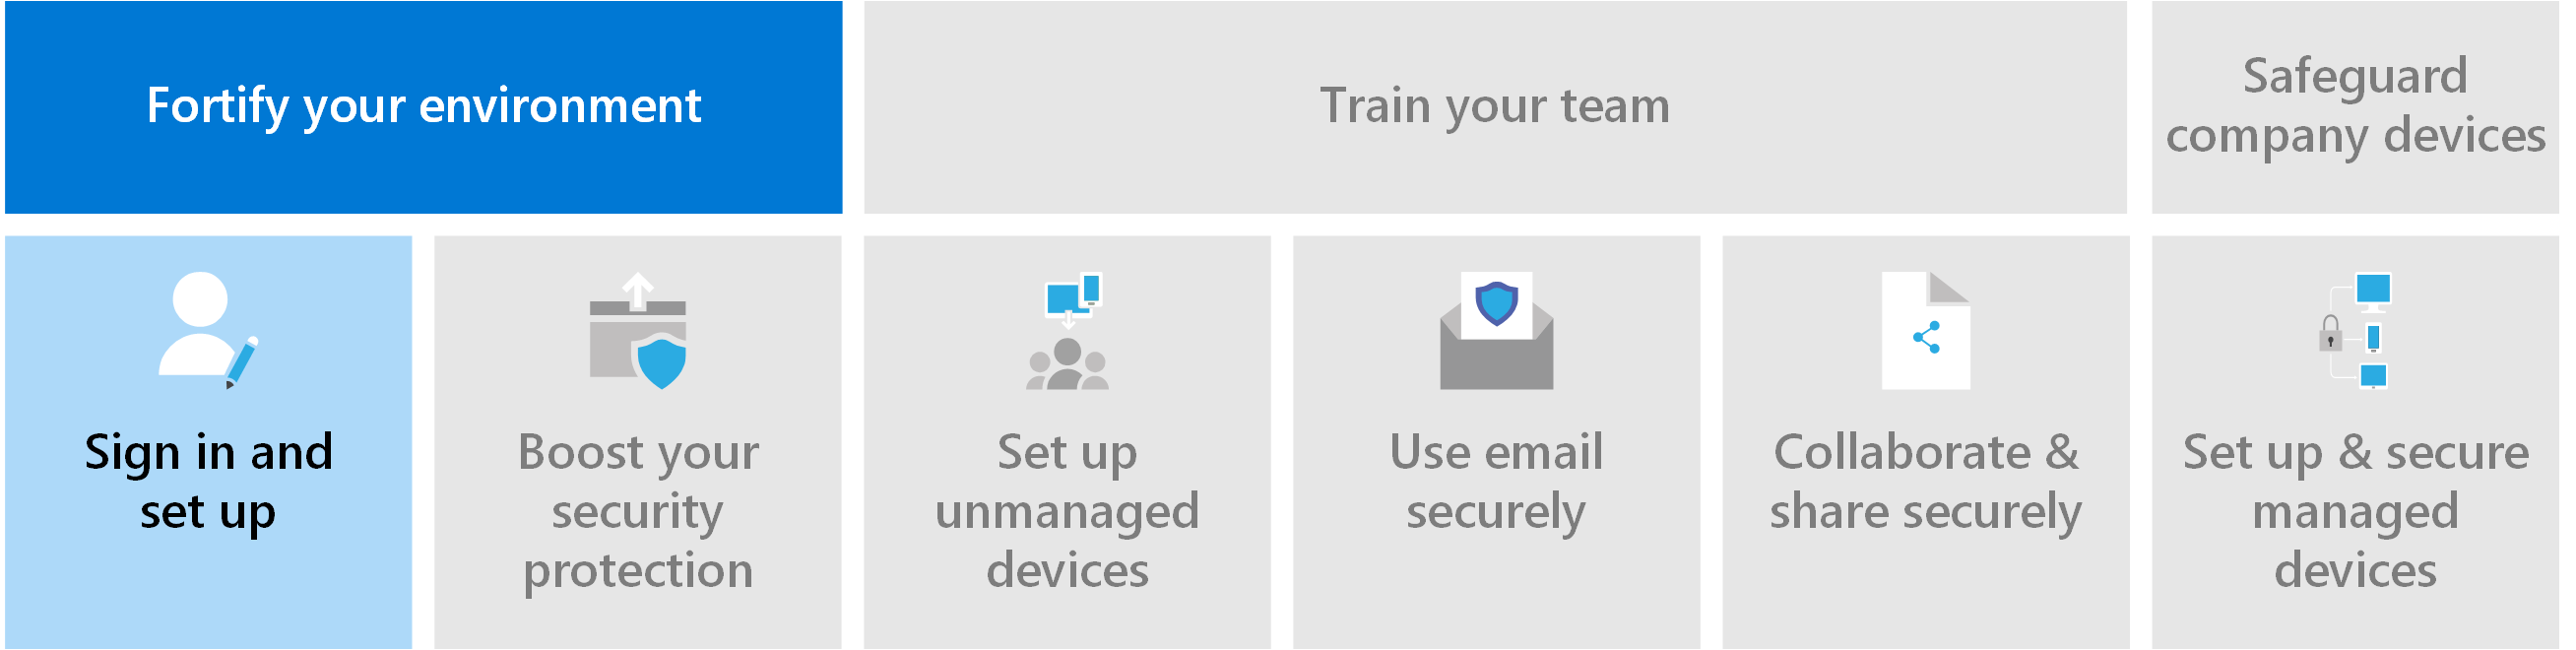 Fortify your environment
Train your team
Safeguard
company devices
Sign in and
set up
Boost your
security
protection
Set up
unmanaged
devices
Use email
securely
Collaborate &
share securely
Set up & secure
managed
devices